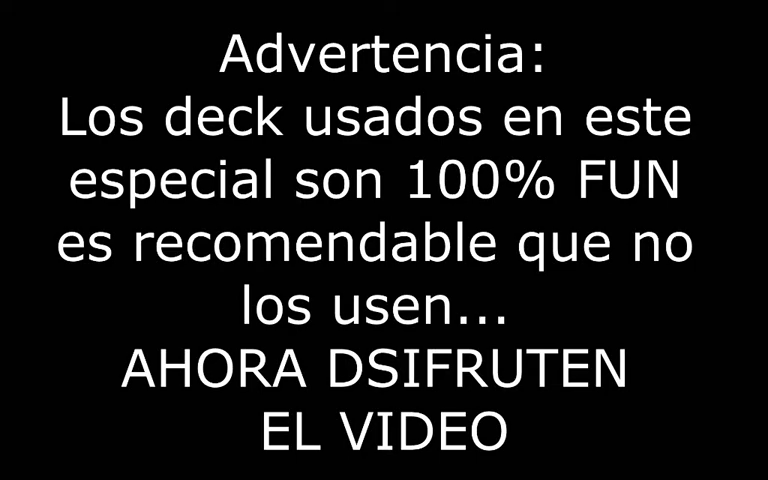 Advertencia:
Los deck usados en este
especial son 100% FUN
es recomendable que no
los usen...
AHORA DSIFRUTEN
EL VIDEO